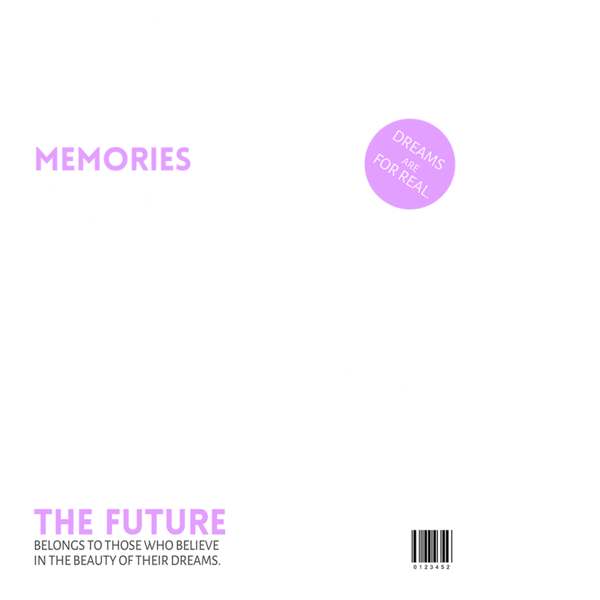 MEMORIES
DREAMS
ARE
FOR REAL.
THE FUTURE
BELONGS TO THOSE WHO BELIEVE
IN THE BEAUTY OF THEIR DREAMS.
0123452